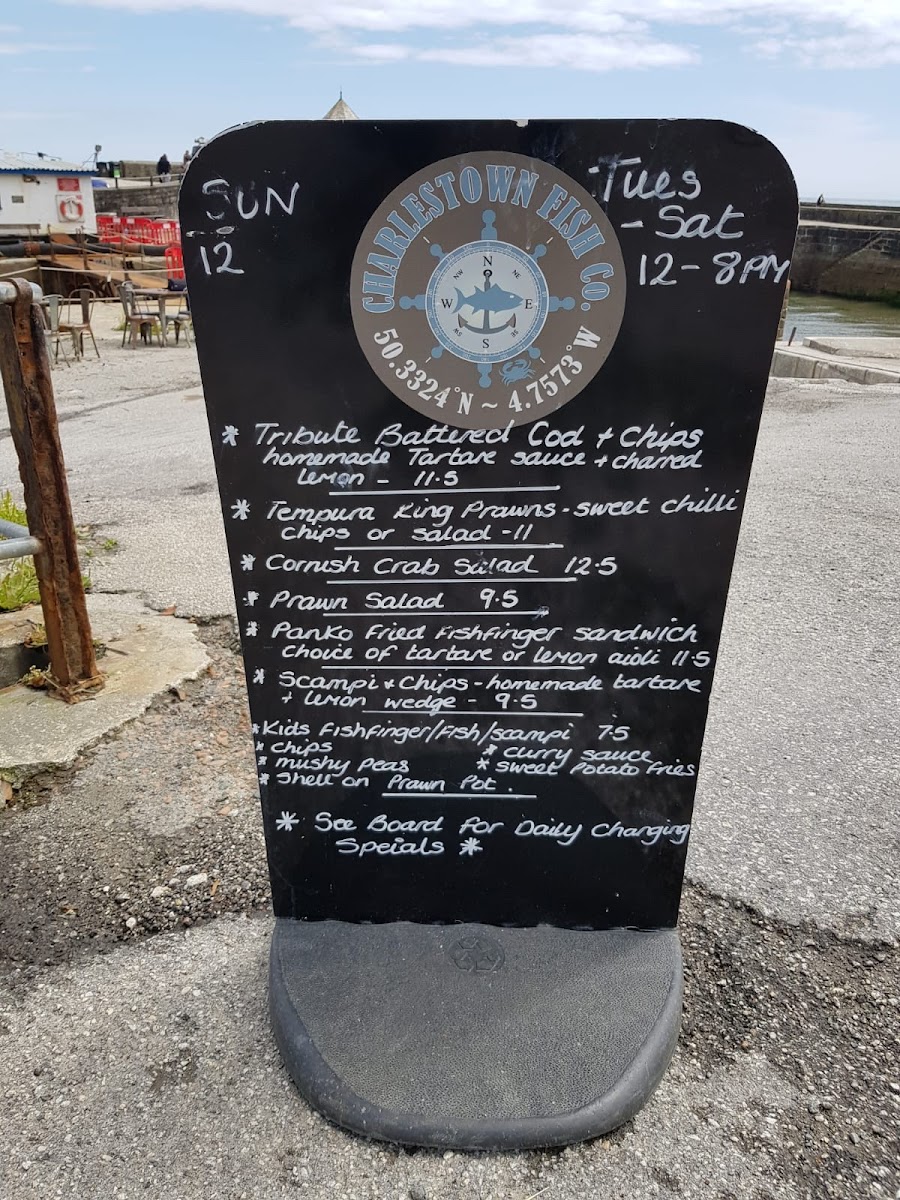 SUN
12
Tues
- Sat
12 - 8PM
CHARLESTOWN FISH CO.
N
NW
NE
W
E
SW
SE
S
50.3324°N ~ 4.7573°W
* Tribute Battered Cod + Chips
homemade Tartare sauce + charred
lemon - 11.5
* Tempura King Prawns - sweet chilli
chips or salad - 11
* Cornish Crab Salad 12.5
* Prawn Salad 9.5
* Panko Fried Fishfinger sandwich
choice of tartare or lemon aioli 11.5
* Scampi + Chips - homemade tartare
+ lemon wedge - 9.5
* Kids Fishfinger/Fish/scampi 7.5
* chips
* curry sauce
* mushy Peas
* sweet Potato Fries
* Shell on Prawn Pot.
* See Board for Daily Changing
Speials *